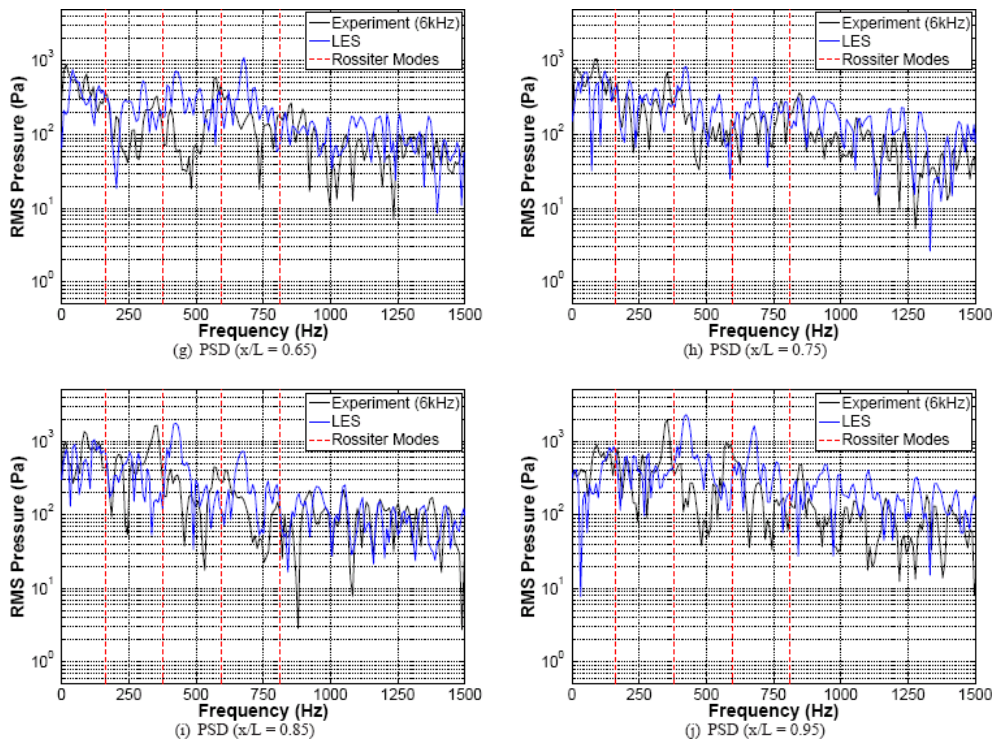 Experiment (6kHz)
LES
Rossiter Modes
10³
10²
10¹
10⁰
RMS Pressure (Pa)
0 250 500 750 1000 1250 1500
Frequency (Hz)
(g) PSD (x/L = 0.65)
Experiment (6kHz)
LES
Rossiter Modes
10³
10²
10¹
10⁰
RMS Pressure (Pa)
0 250 500 750 1000 1250 1500
Frequency (Hz)
(h) PSD (x/L = 0.75)
Experiment (6kHz)
LES
Rossiter Modes
10³
10²
10¹
10⁰
RMS Pressure (Pa)
0 250 500 750 1000 1250 1500
Frequency (Hz)
(i) PSD (x/L = 0.85)
Experiment (6kHz)
LES
Rossiter Modes
10³
10²
10¹
10⁰
RMS Pressure (Pa)
0 250 500 750 1000 1250 1500
Frequency (Hz)
(j) PSD (x/L = 0.95)